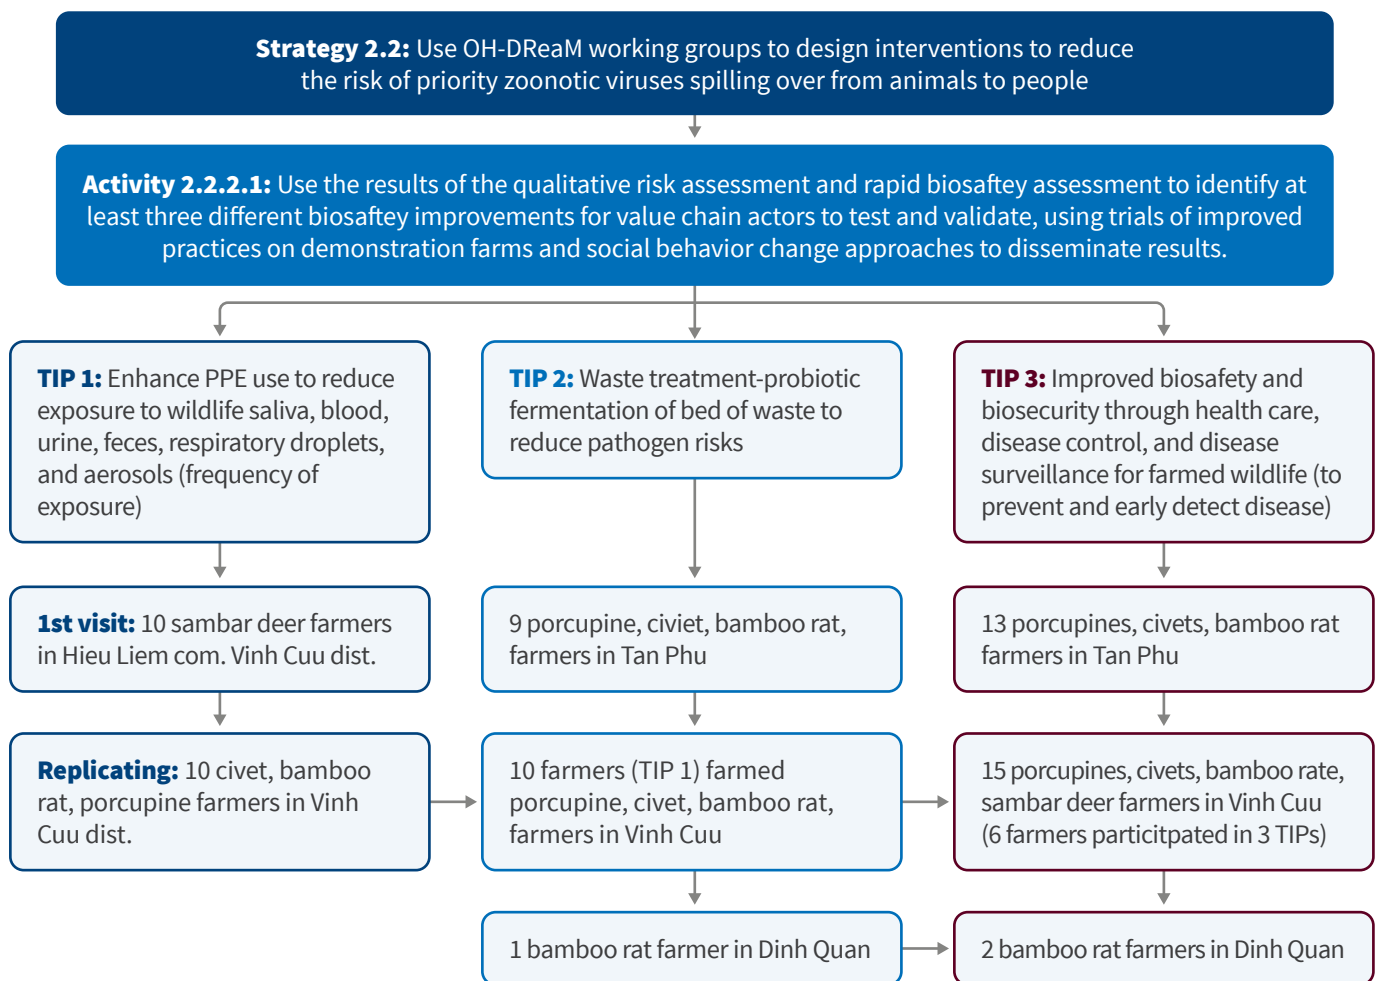 Strategy 2.2: Use OH-DReaM working groups to design interventions to reduce
the risk of priority zoonotic viruses spilling over from animals to people
Activity 2.2.2.1: Use the results of the qualitative risk assessment and rapid biosaftey assessment to identify at
least three different biosaftey improvements for value chain actors to test and validate, using trials of improved
practices on demonstration farms and social behavior change approaches to disseminate results.
TIP 1: Enhance PPE use to reduce
exposure to wildlife saliva, blood,
urine, feces, respiratory droplets,
and aerosols (frequency of
exposure)
TIP 2: Waste treatment-probiotic
fermentation of bed of waste to
reduce pathogen risks
TIP 3: Improved biosafety and
biosecurity through health care,
disease control, and disease
surveillance for farmed wildlife (to
prevent and early detect disease)
1st visit: 10 sambar deer farmers
in Hieu Liem com. Vinh Cuu dist.
9 porcupine, civiet, bamboo rat,
farmers in Tan Phu
13 porcupines, civets, bamboo rat
farmers in Tan Phu
Replicating: 10 civet, bamboo
rat, porcupine farmers in Vinh
Cuu dist.
10 farmers (TIP 1) farmed
porcupine, civet, bamboo rat,
farmers in Vinh Cuu
15 porcupines, civets, bamboo rate,
sambar deer farmers in Vinh Cuu
(6 farmers particitpated in 3 TIPs)
1 bamboo rat farmer in Dinh Quan
2 bamboo rat farmers in Dinh Quan